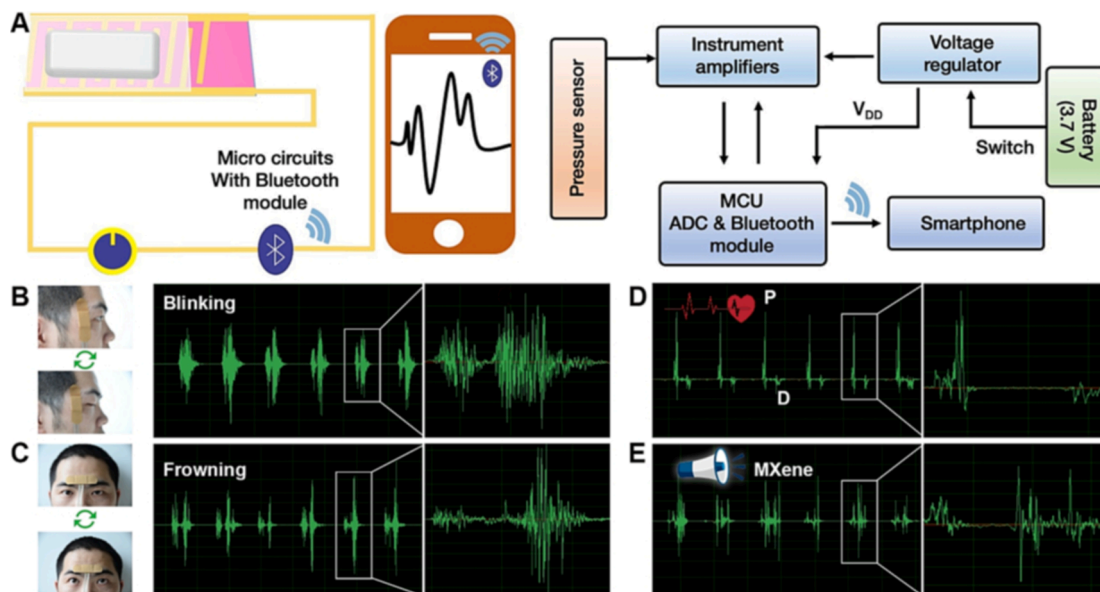 A
Micro circuits
With Bluetooth
module
Pressure sensor
Instrument
amplifiers
Voltage
regulator
Battery
(3.7 V)
VDD
Switch
MCU
ADC & Bluetooth
module
Smartphone
B
Blinking
C
Frowning
D
P
D
E
MXene